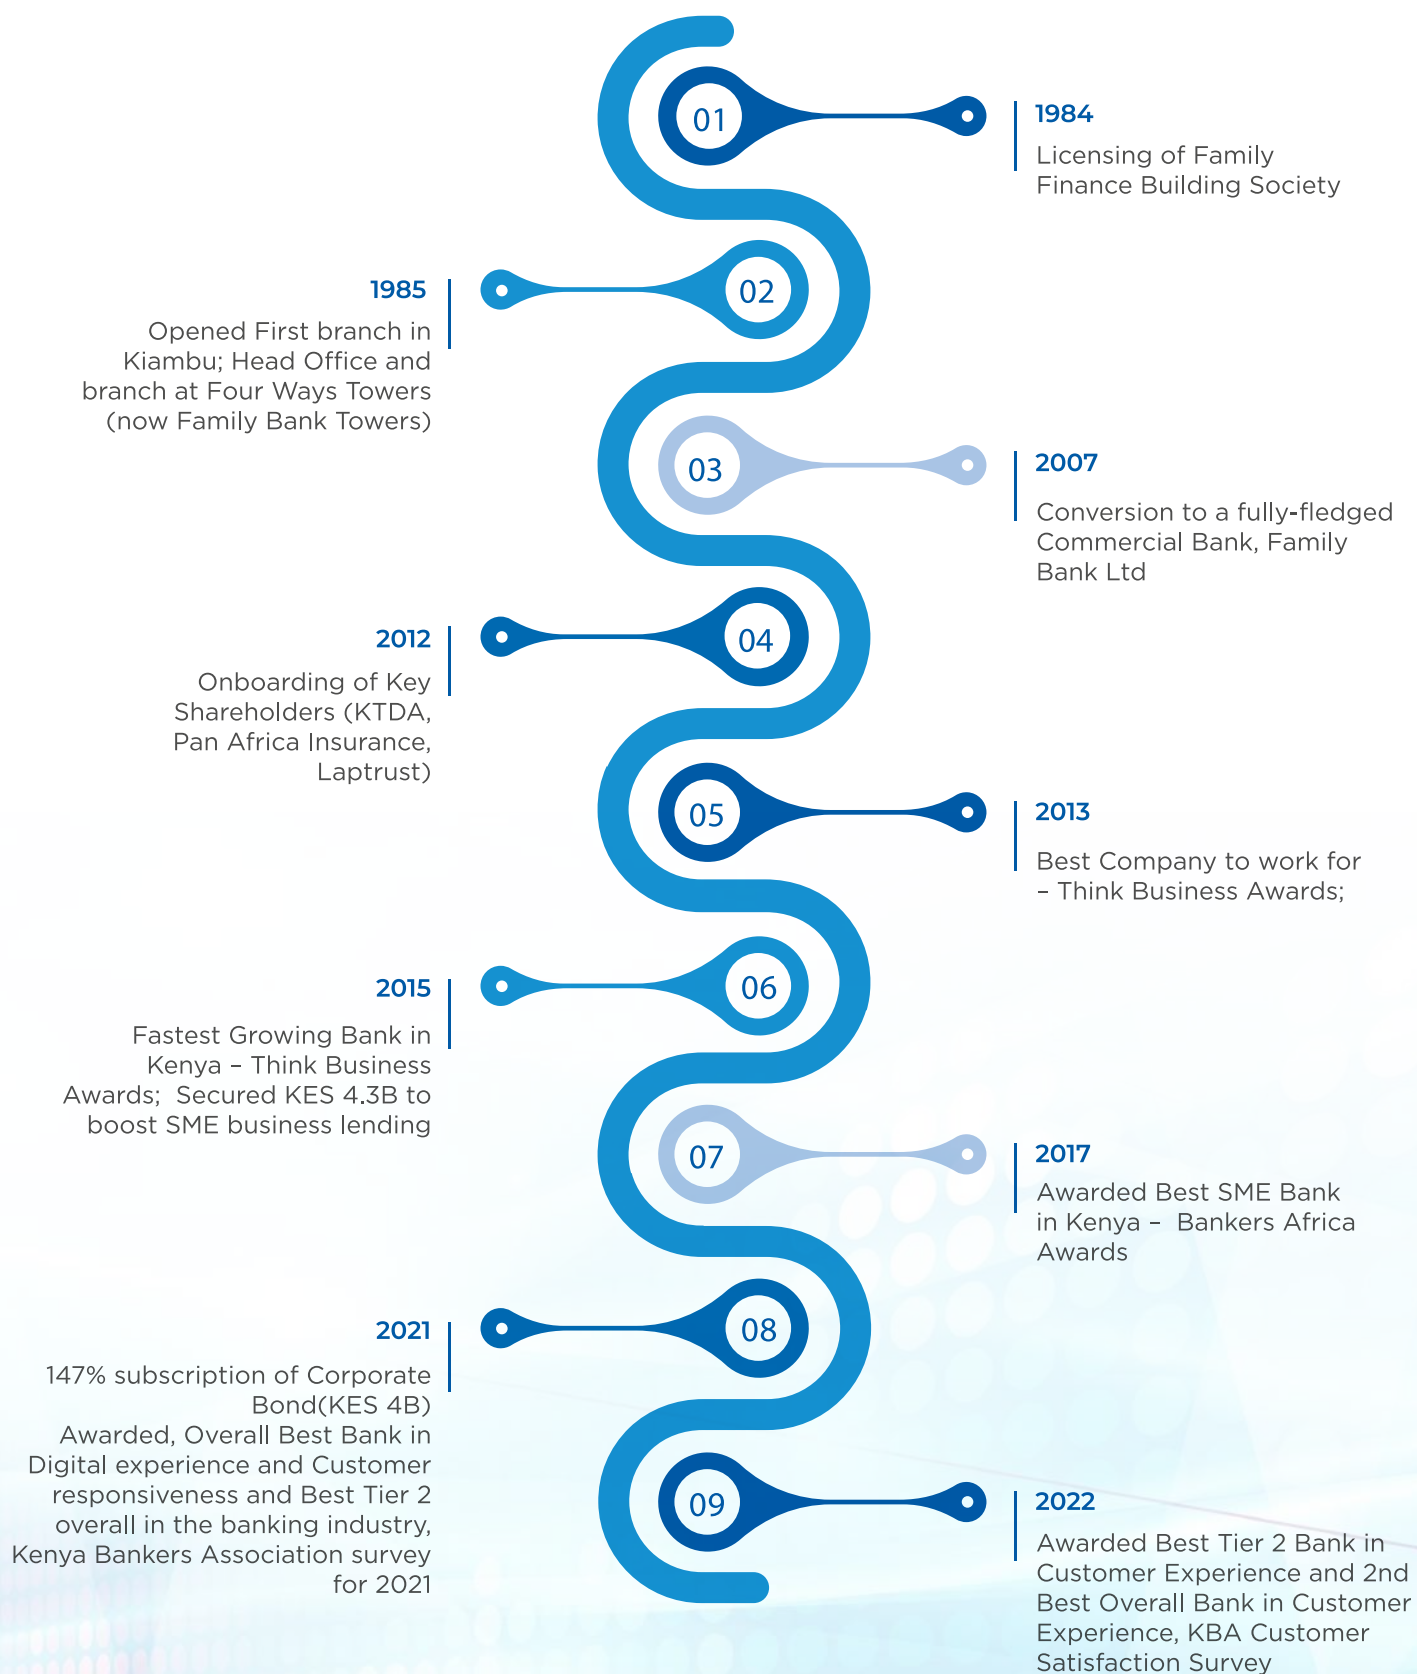 01
1984
Licensing of Family
Finance Building Society
02
1985
Opened First branch in
Kiambu; Head Office and
branch at Four Ways Towers
(now Family Bank Towers)
03
2007
Conversion to a fully-fledged
Commercial Bank, Family
Bank Ltd
04
2012
Onboarding of Key
Shareholders (KTDA,
Pan Africa Insurance,
Laptrust)
05
2013
Best Company to work for
– Think Business Awards;
06
2015
Fastest Growing Bank in
Kenya – Think Business
Awards;  Secured KES 4.3B to
boost SME business lending
07
2017
Awarded Best SME Bank
in Kenya –  Bankers Africa
Awards
08
2021
147% subscription of Corporate
Bond(KES 4B)
Awarded, Overall Best Bank in
Digital experience and Customer
responsiveness and Best Tier 2
overall in the banking industry,
Kenya Bankers Association survey
for 2021
09
2022
Awarded Best Tier 2 Bank in
Customer Experience and 2nd
Best Overall Bank in Customer
Experience, KBA Customer
Satisfaction Survey